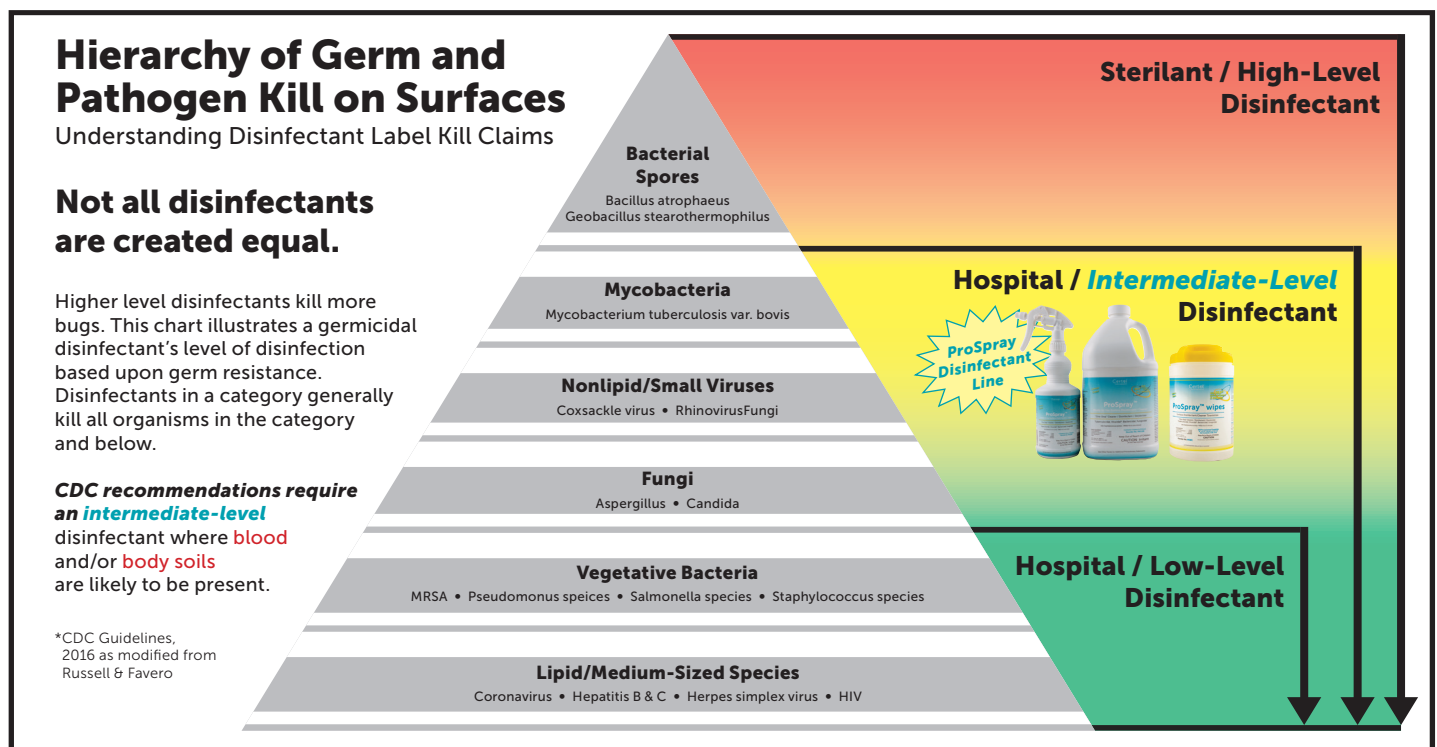 Hierarchy of Germ and
Pathogen Kill on Surfaces
Understanding Disinfectant Label Kill Claims
Not all disinfectants
are created equal.
Higher level disinfectants kill more
bugs. This chart illustrates a germicidal
disinfectant's level of disinfection
based upon germ resistance.
Disinfectants in a category generally
kill all organisms in the category
and below.
CDC recommendations require
an intermediate-level
disinfectant where blood
and/or body soils
are likely to be present.
*CDC Guidelines,
2016 as modified from
Russell & Favero
Bacterial
Spores
Bacillus atrophaeus
Geobacillus stearothermophilus
Mycobacteria
Mycobacterium tuberculosis var. bovis
Nonlipid/Small Viruses
Coxsackle virus • RhinovirusFungi
Fungi
Aspergillus • Candida
Vegetative Bacteria
MRSA • Pseudomonus speices • Salmonella species • Staphylococcus species
Lipid/Medium-Sized Species
Coronavirus • Hepatitis B & C • Herpes simplex virus • HIV
Sterilant / High-Level
Disinfectant
Hospital / Intermediate-Level
Disinfectant
ProSpray
Disinfectant
Line
ProSpray
ProSpray™ wipes
Hospital / Low-Level
Disinfectant